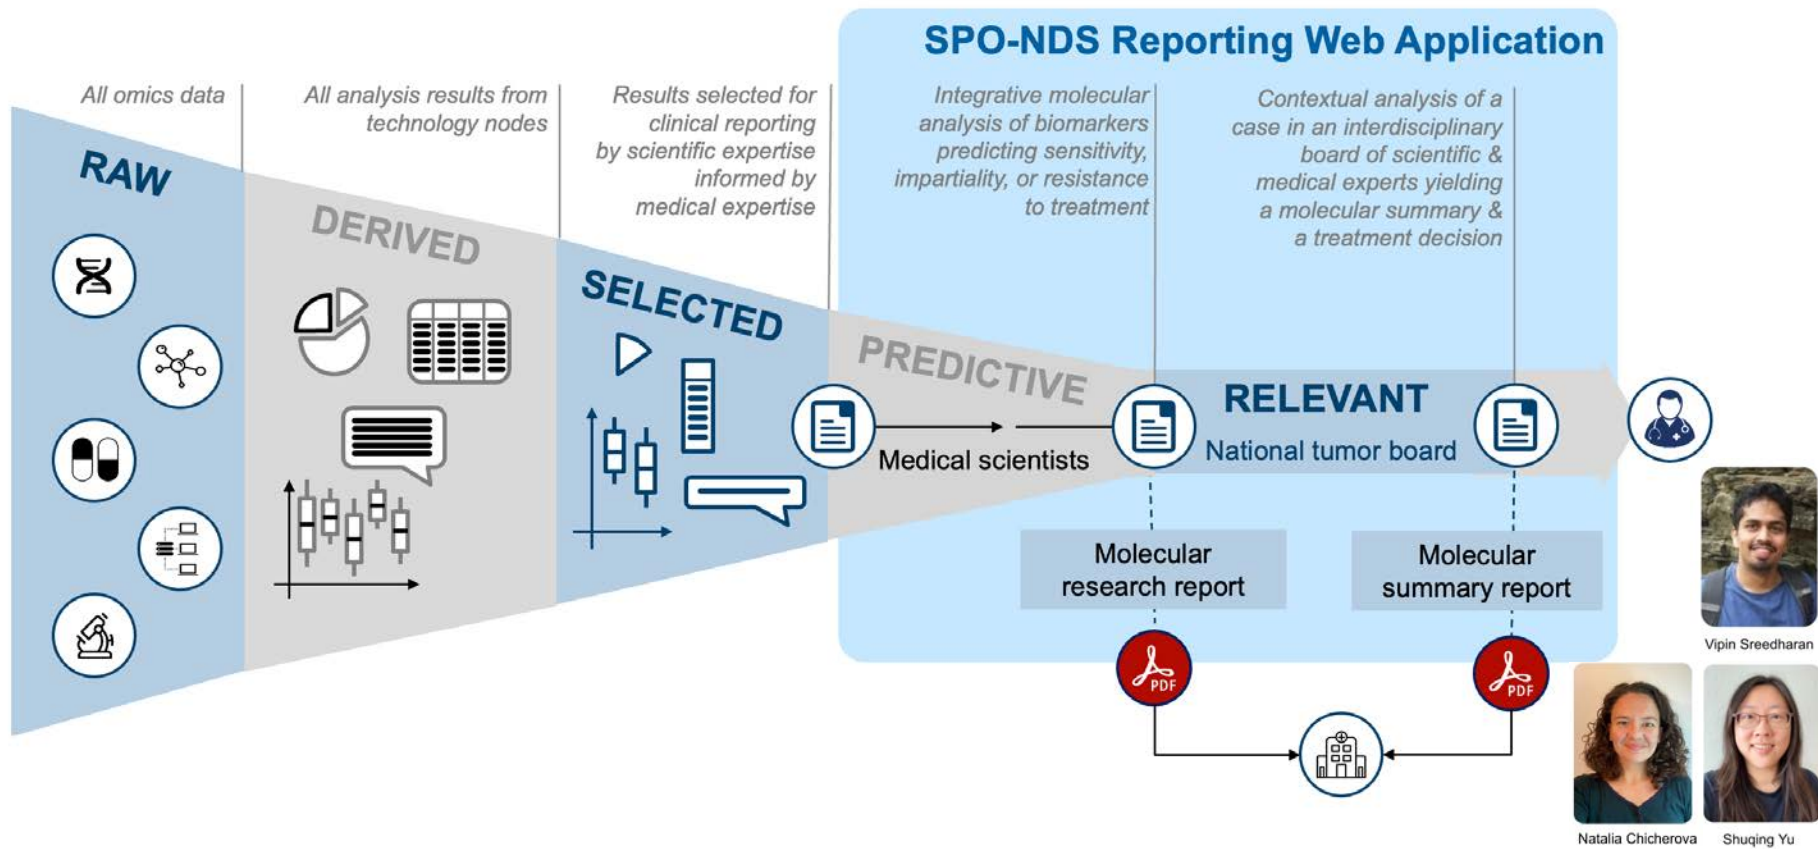 SPO-NDS Reporting Web Application
All omics data
All analysis results from
technology nodes
Results selected for
clinical reporting
by scientific expertise
informed by
medical expertise
Integrative molecular
analysis of biomarkers
predicting sensitivity,
impartiality, or resistance
to treatment
Contextual analysis of a
case in an interdisciplinary
board of scientific &
medical experts yielding
a molecular summary &
a treatment decision
RAW
DERIVED
SELECTED
PREDICTIVE
RELEVANT
Medical scientists
National tumor board
Molecular
research report
Molecular
summary report
PDF
PDF
Vipin Sreedharan
Natalia Chicherova
Shuqing Yu